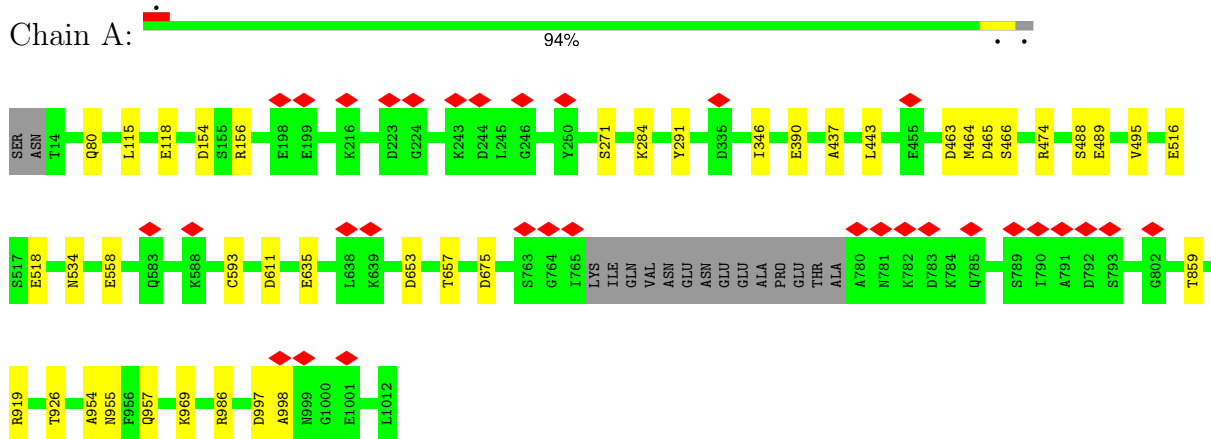 Chain A:
94%
SER ASN T14 Q80 L115 E118 D154 S155 R156 E198 E199 K216 D223 G224 K243 D244 L245 G246 Y250 S271 K284 Y291 D335 I346 E390 A437 L443 E455 D463 M464 D465 S466 R474 S488 E489 V495 E516
S517 E518 N534 E558 Q583 K588 C593 D611 E635 L638 K639 D653 T657 D675 S763 G764 I765 LYS ILE GLN VAL ASN GLU ASN GLU GLU ALA PRO GLU THR ALA A780 N781 K782 D783 K784 Q785 S789 I790 A791 D792 S793 G802 T859
R919 T926 A954 N955 F956 Q957 K969 R986 D997 A998 N999 G1000 E1001 L1012